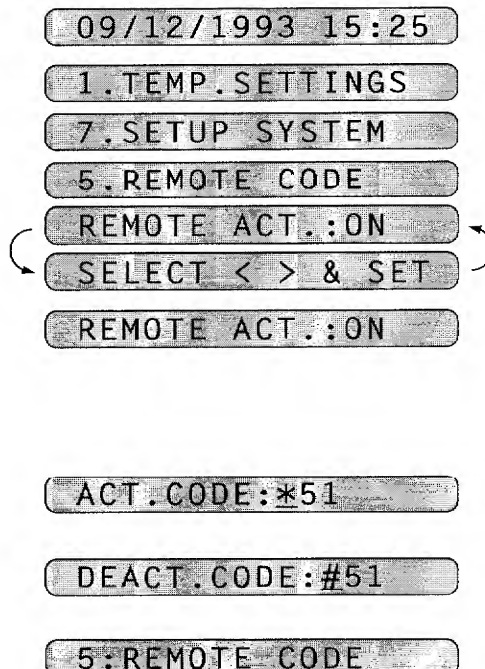 09/12/1993 15:25
1.TEMP.SETTINGS
7.SETUP SYSTEM
5.REMOTE CODE
REMOTE ACT.:ON
SELECT < > & SET
REMOTE ACT.:ON
ACT.CODE:*51
DEACT.CODE:#51
5:REMOTE CODE